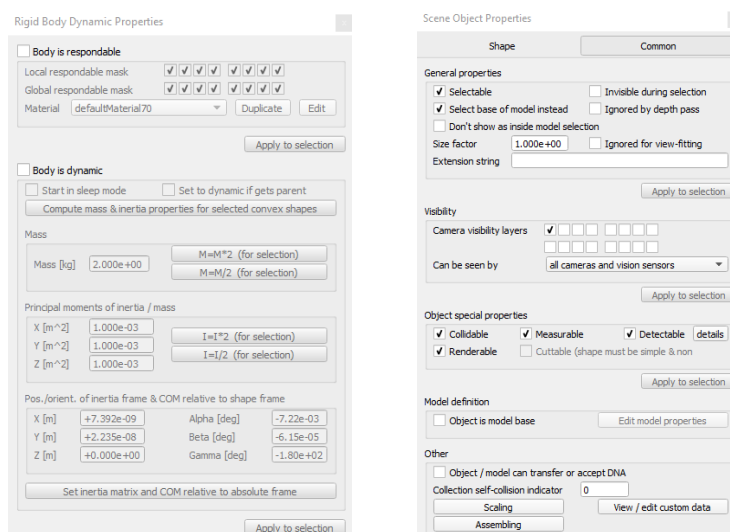 Rigid Body Dynamic Properties
x
Body is respondable
Local respondable mask
Global respondable mask
Material defaultMaterial70 Duplicate Edit
Apply to selection
Body is dynamic
Start in sleep mode Set to dynamic if gets parent
Compute mass & inertia properties for selected convex shapes
Mass
Mass [kg] 2.000e+00
M=M*2 (for selection)
M=M/2 (for selection)
Principal moments of inertia / mass
X [m^2] 1.000e-03
Y [m^2] 1.000e-03
Z [m^2] 1.000e-03
I=I*2 (for selection)
I=I/2 (for selection)
Pos./orient. of inertia frame & COM relative to shape frame
X [m] +7.392e-09 Alpha [deg] -7.22e-03
Y [m] +2.235e-08 Beta [deg] -6.15e-05
Z [m] +0.000e+00 Gamma [deg] -1.80e+02
Set inertia matrix and COM relative to absolute frame
Apply to selection
Scene Object Properties
Shape Common
General properties
Selectable Invisible during selection
Select base of model instead Ignored by depth pass
Don't show as inside model selection
Size factor 1.000e+00 Ignored for view-fitting
Extension string
Apply to selection
Visibility
Camera visibility layers
Can be seen by all cameras and vision sensors
Apply to selection
Object special properties
Collidable Measurable Detectable details
Renderable Cuttable (shape must be simple & non
Apply to selection
Model definition
Object is model base Edit model properties
Other
Object / model can transfer or accept DNA
Collection self-collision indicator 0
Scaling View / edit custom data
Assembling